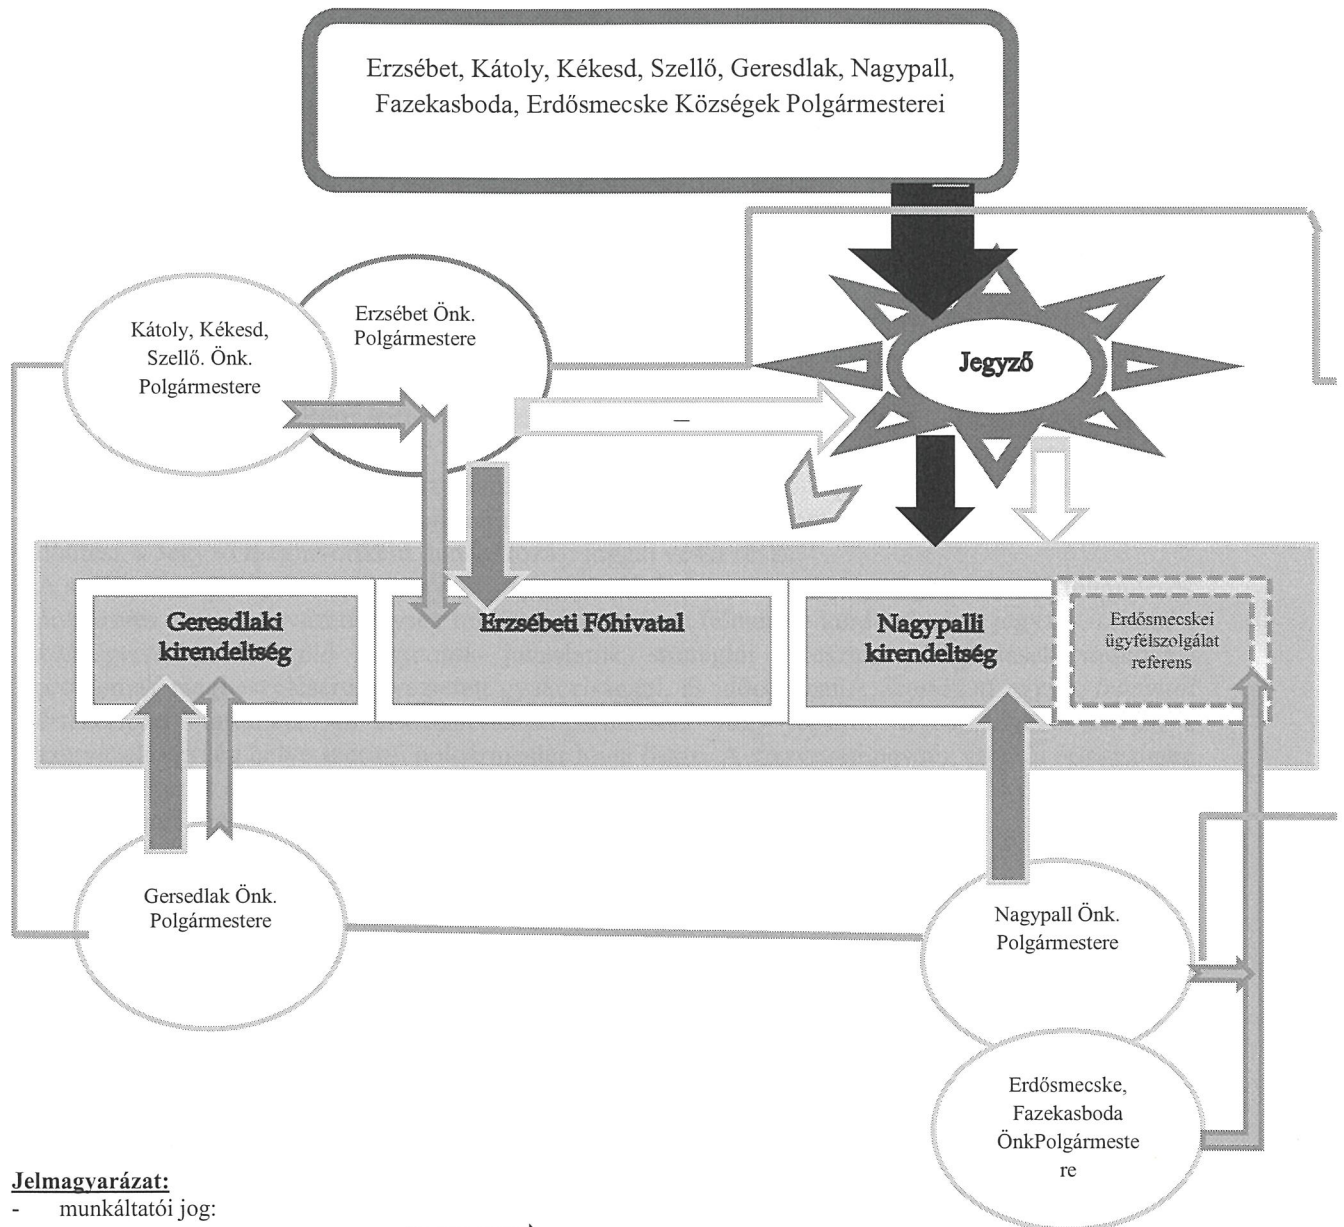 Erzsébet, Kátoly, Kékesd, Szellő, Geresdlak, Nagypall,
Fazekasboda, Erdősmecske Községek Polgármesterei
Kátoly, Kékesd,
Szellő. Önk.
Polgármestere
Erzsébet Önk.
Polgármestere
Jegyző
Geresdlaki
kirendeltség
Erzsébeti Főhivatal
Nagypalli
kirendeltség
Erdősmecskei
ügyfélszolgálat
referens
Gersedlak Önk.
Polgármestere
Nagypall Önk.
Polgármestere
Erdősmecske,
Fazekasboda
ÖnkPolgármeste
re
Jelmagyarázat:
- munkáltatói jog: